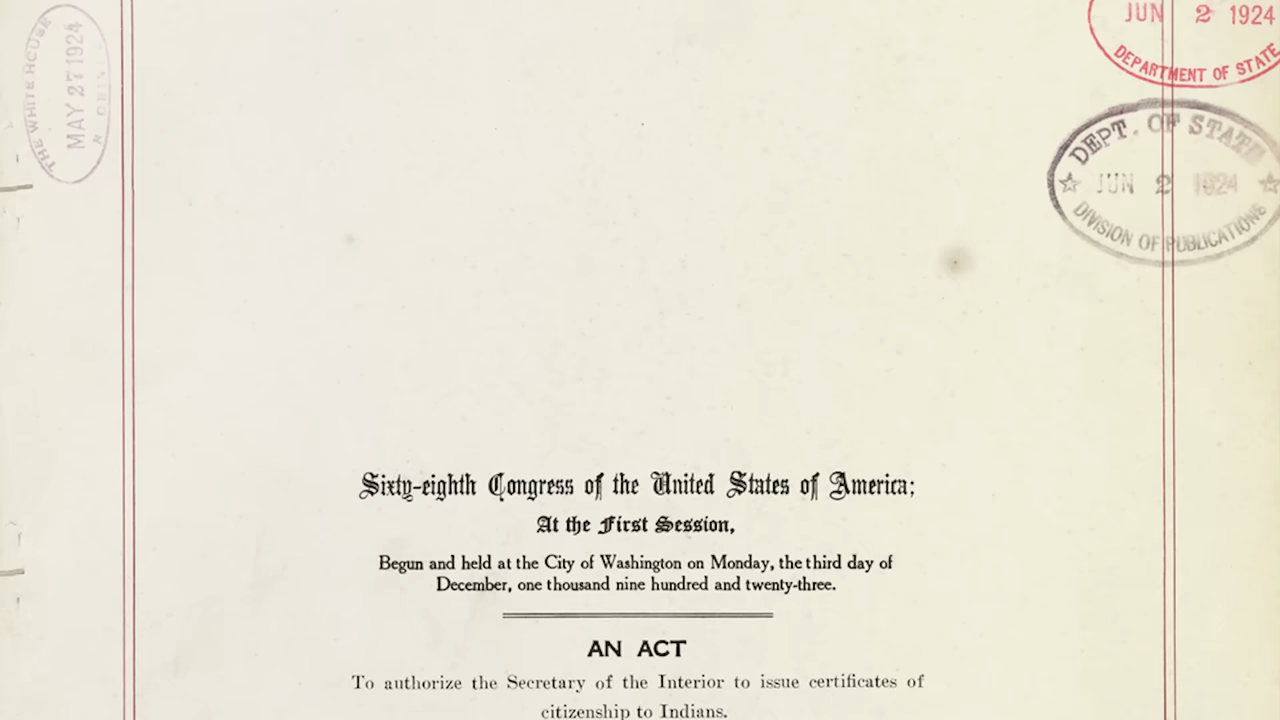 THE WHITE HOUSE
MAY 27 1924
JUN 2 1924
DEPARTMENT OF STATE
DEPT. OF STATE
JUN 2 1924
DIVISION OF PUBLICATIONS
Sixty-eighth Congress of the United States of America;
At the First Session,
Begun and held at the City of Washington on Monday, the third day of
December, one thousand nine hundred and twenty-three.
AN ACT
To authorize the Secretary of the Interior to issue certificates of
citizenship to Indians.